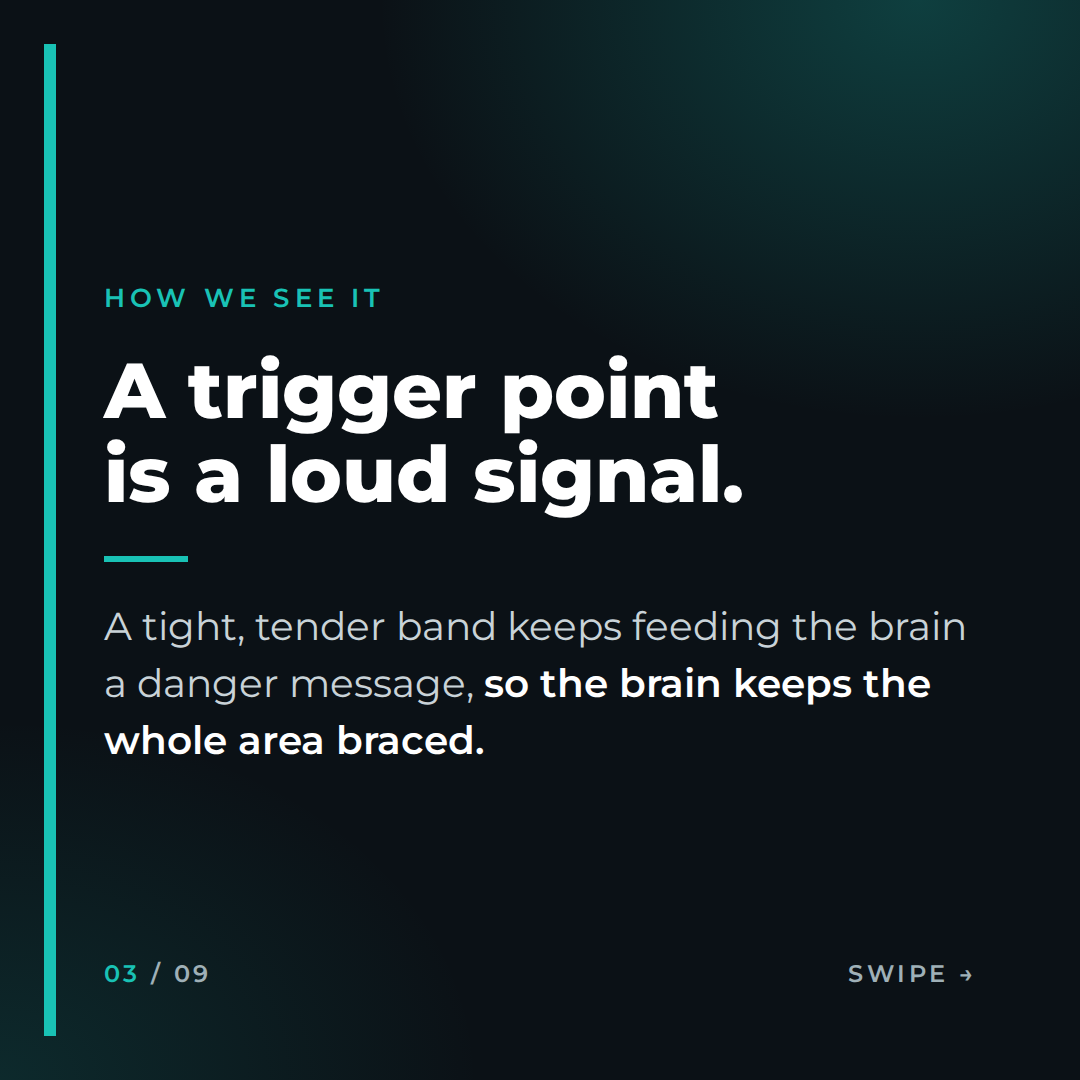 HOW WE SEE IT
A trigger point
is a loud signal.
A tight, tender band keeps feeding the brain
a danger message, so the brain keeps the
whole area braced.
03 / 09
SWIPE →